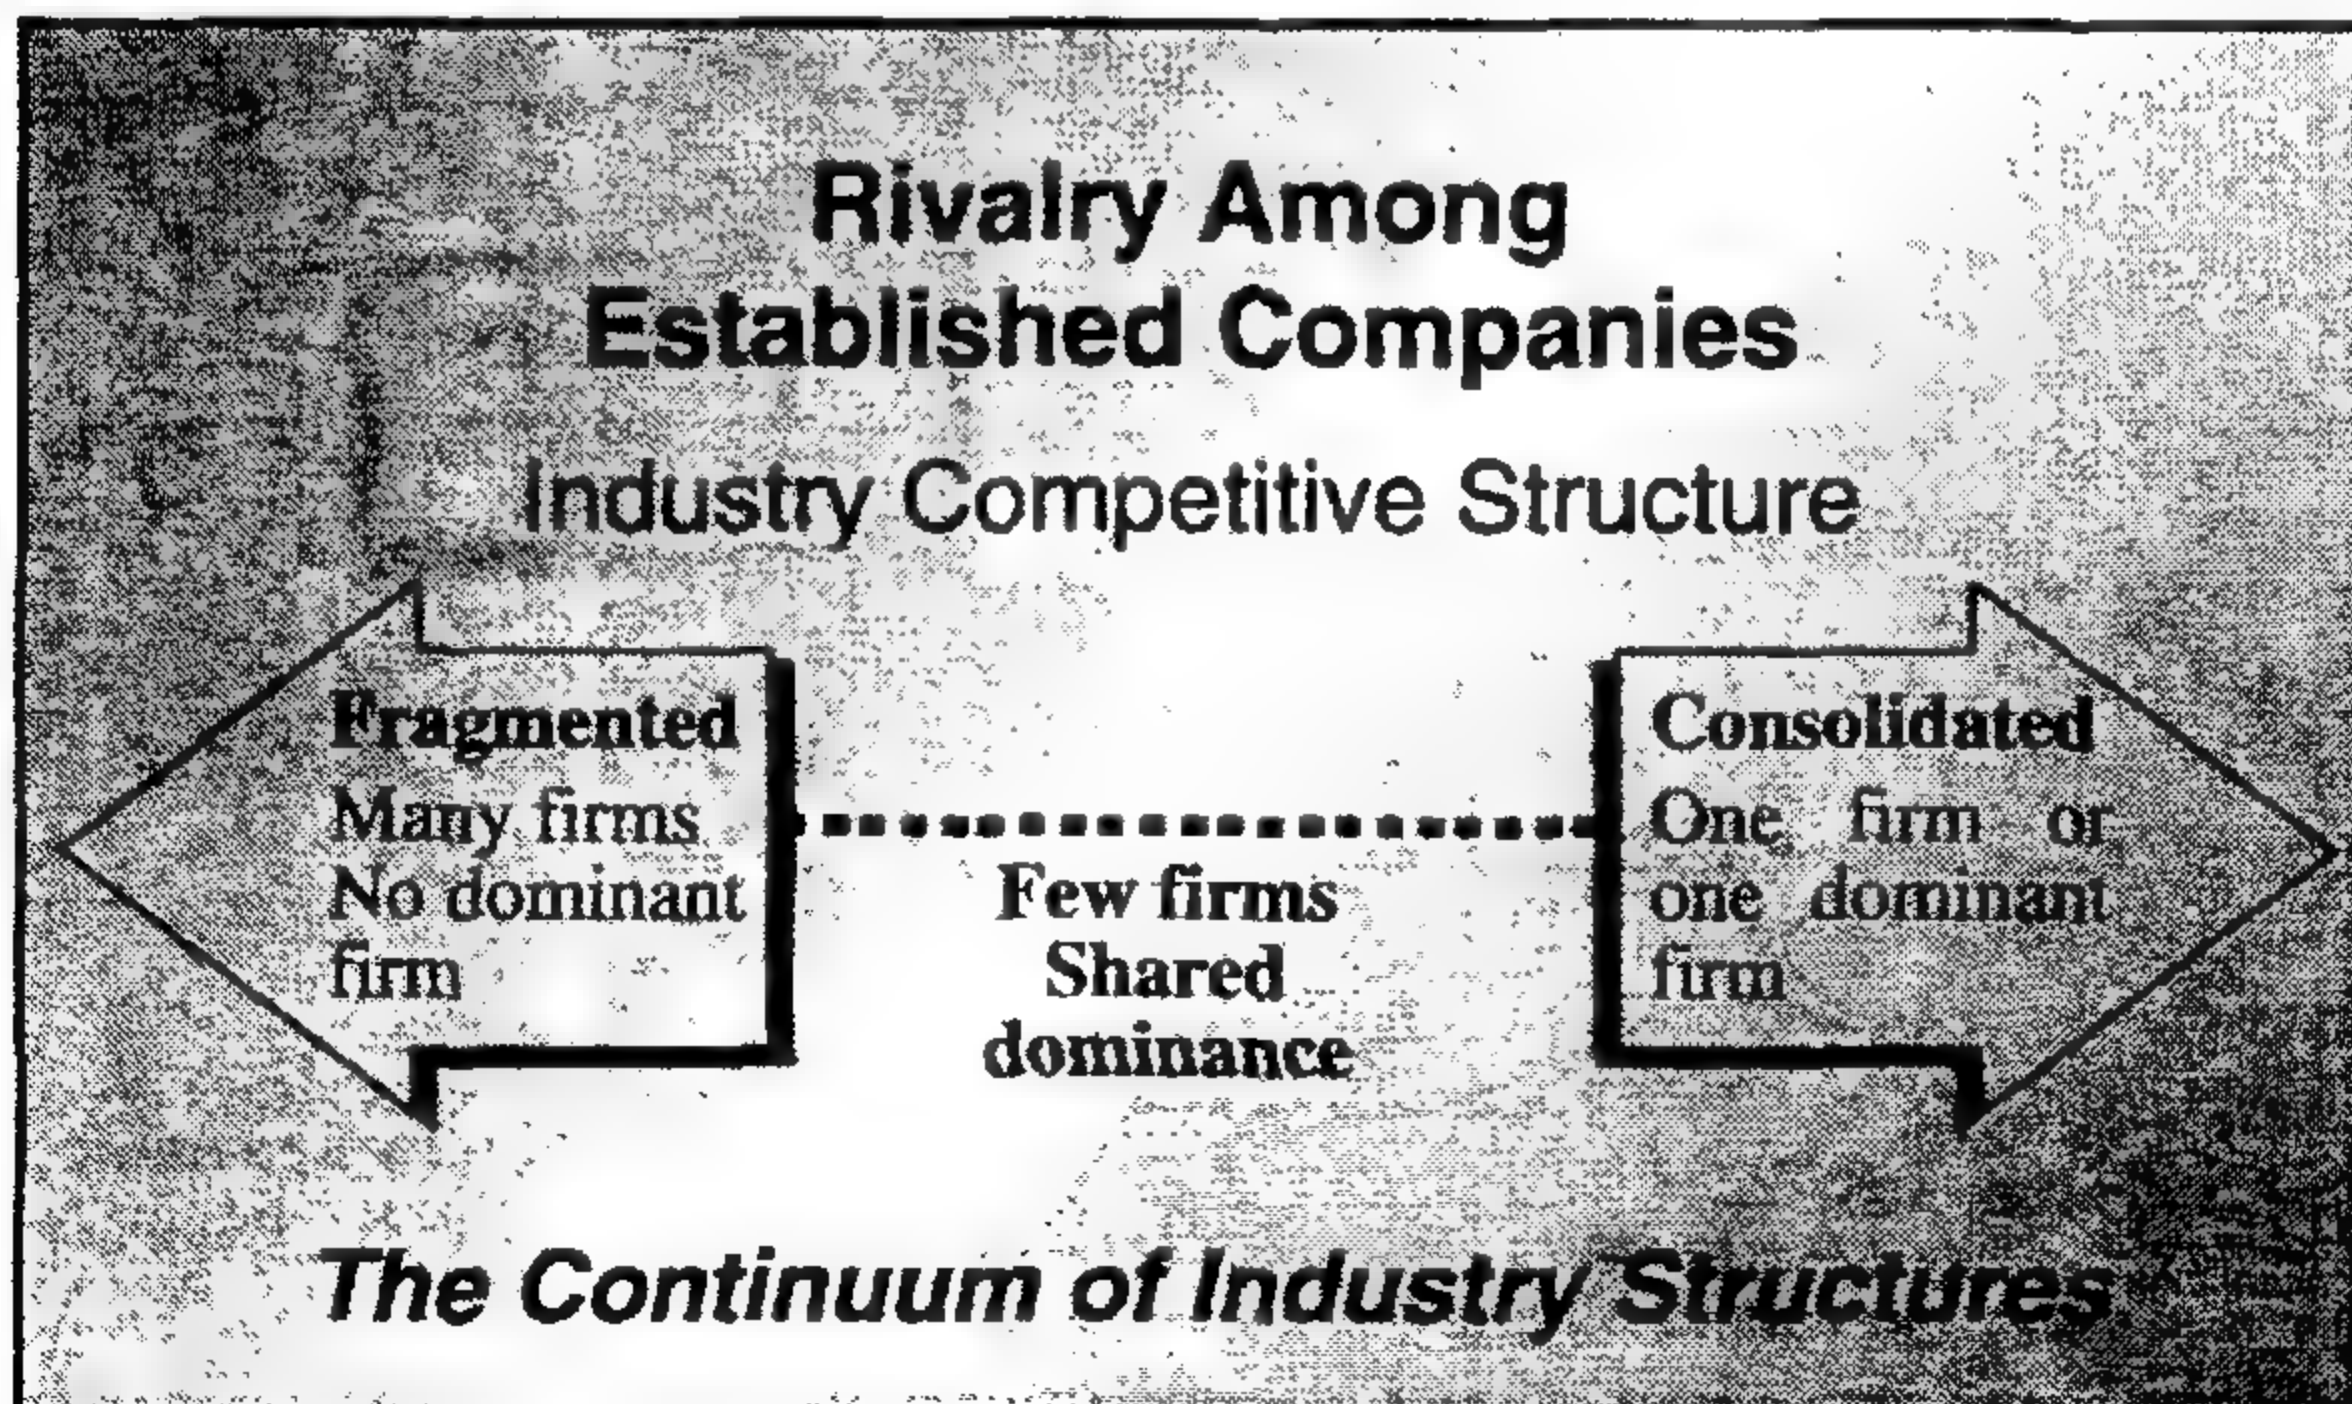 Rivalry Among
Established Companies
Industry Competitive Structure
Fragmented
Many firms
No dominant
firm
Few firms
Shared
dominance
Consolidated
One firm or
one dominant
firm
The Continuum of Industry Structures